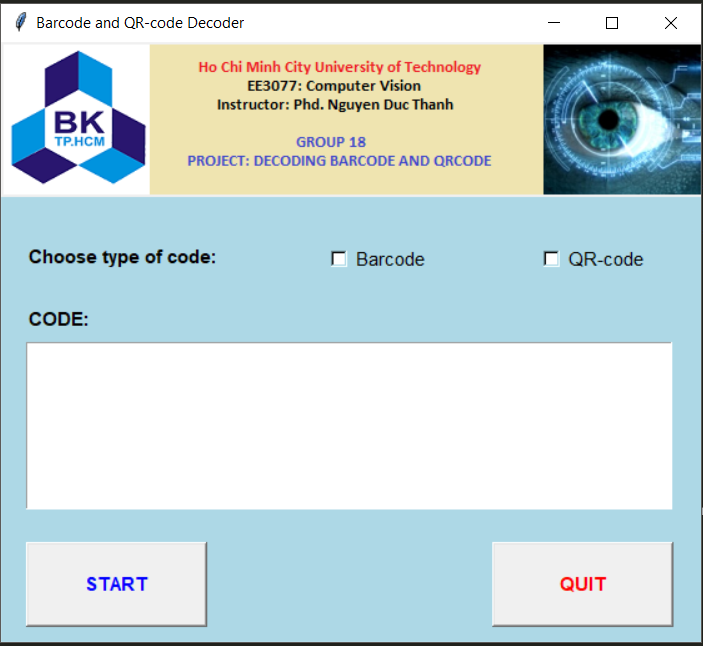 Barcode and QR-code Decoder
BK
TP.HCM
Ho Chi Minh City University of Technology
EE3077: Computer Vision
Instructor: Phd. Nguyen Duc Thanh
GROUP 18
PROJECT: DECODING BARCODE AND QRCODE
Choose type of code:
Barcode
QR-code
CODE:
START
QUIT